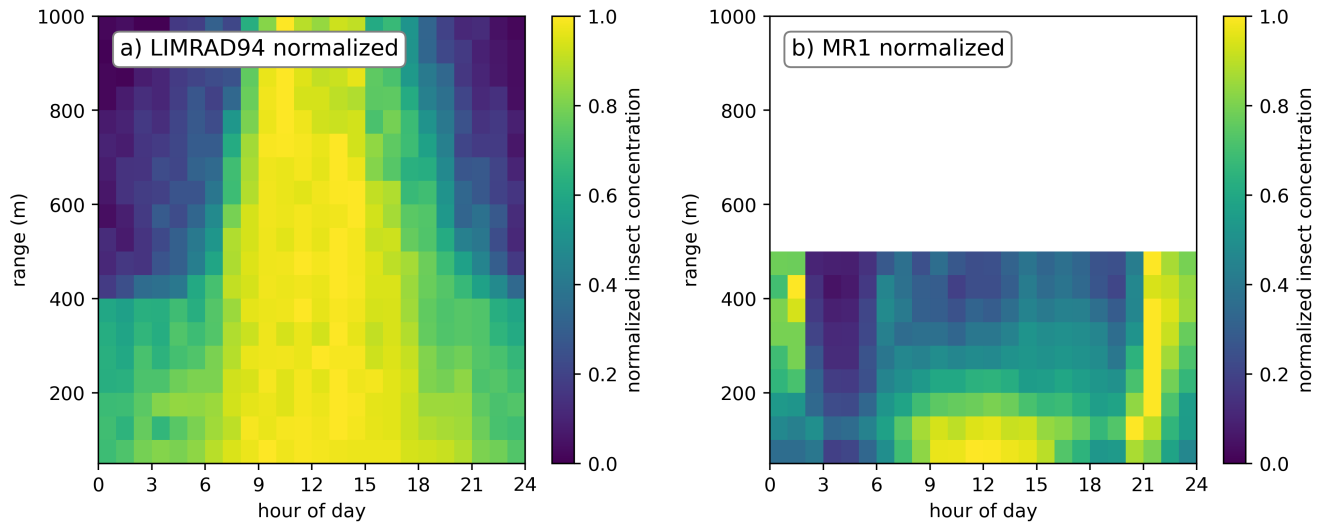 a) LIMRAD94 normalized
1000
800
600
400
200
range (m)
0 3 6 9 12 15 18 21 24
hour of day
1.0
0.8
0.6
0.4
0.2
0.0
normalized insect concentration
b) MR1 normalized
1000
800
600
400
200
range (m)
0 3 6 9 12 15 18 21 24
hour of day
1.0
0.8
0.6
0.4
0.2
0.0
normalized insect concentration